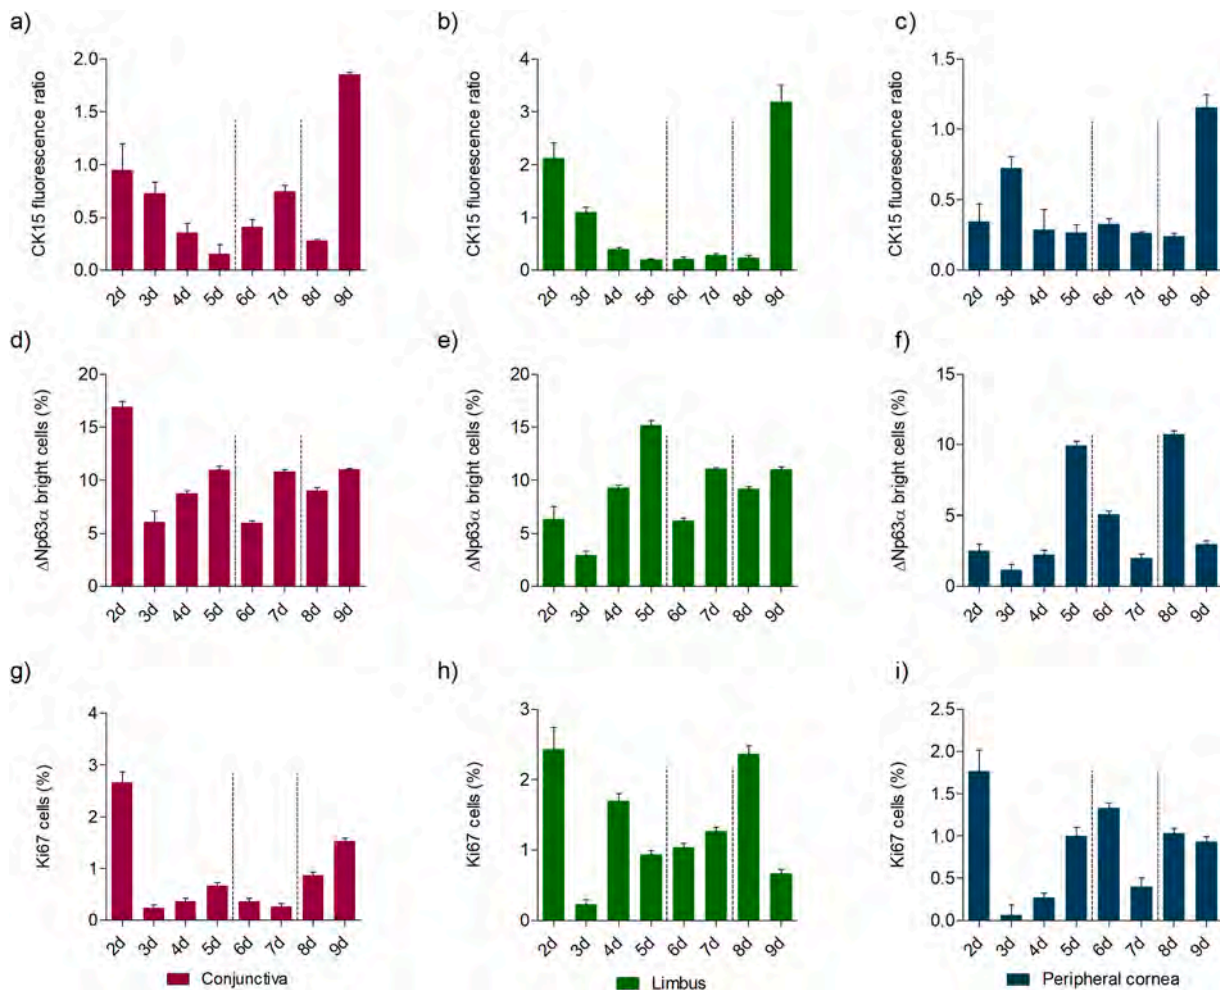 a)
CK15 fluorescence ratio
2.0
1.5
1.0
0.5
0.0
2d 3d 4d 5d 6d 7d 8d 9d
b)
CK15 fluorescence ratio
4
3
2
1
0
2d 3d 4d 5d 6d 7d 8d 9d
c)
CK15 fluorescence ratio
1.5
1.0
0.5
0.0
2d 3d 4d 5d 6d 7d 8d 9d
d)
ΔNp63α bright cells (%)
20
15
10
5
0
2d 3d 4d 5d 6d 7d 8d 9d
e)
ΔNp63α bright cells (%)
20
15
10
5
0
2d 3d 4d 5d 6d 7d 8d 9d
f)
ΔNp63α bright cells (%)
15
10
5
0
2d 3d 4d 5d 6d 7d 8d 9d
g)
Ki67 cells (%)
4
3
2
1
0
2d 3d 4d 5d 6d 7d 8d 9d
h)
Ki67 cells (%)
3
2
1
0
2d 3d 4d 5d 6d 7d 8d 9d
i)
Ki67 cells (%)
2.5
2.0
1.5
1.0
0.5
0.0
2d 3d 4d 5d 6d 7d 8d 9d
Conjunctiva
Limbus
Peripheral cornea